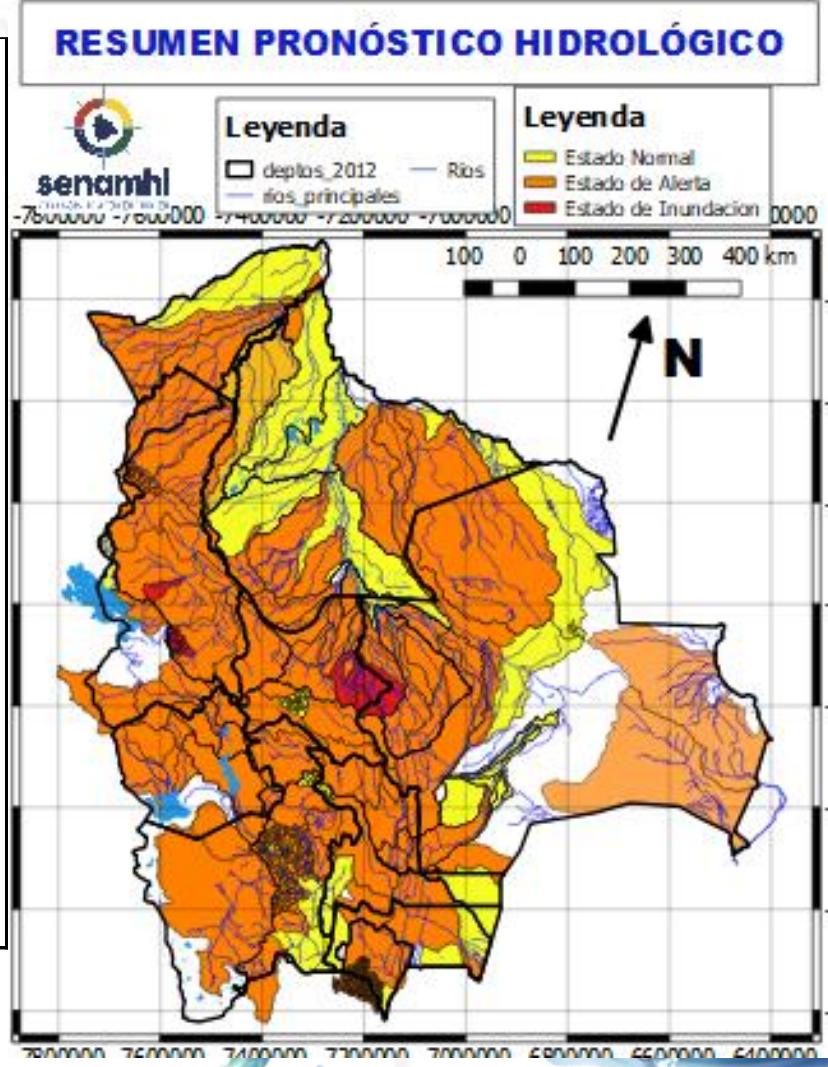 RESUMEN PRONÓSTICO HIDROLÓGICO
senamhi
Leyenda
deptos_2012
Rios
rios_principales
Leyenda
Estado Normal
Estado de Alerta
Estado de Inundacion
-7800000 -7600000 -7400000 -7200000 -7000000
100 0 100 200 300 400 km
N
-7800000 -7600000 -7400000 -7200000 -7000000 -6800000 -6600000 -6400000